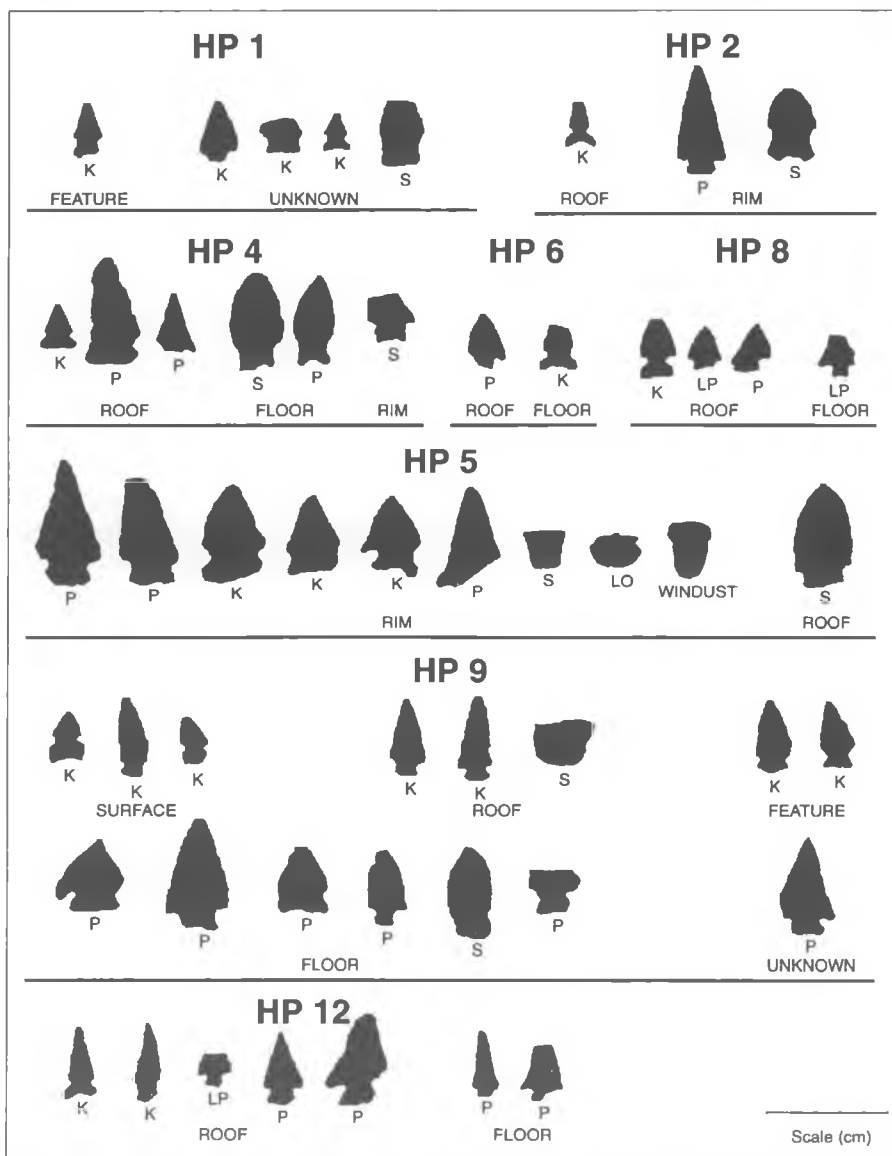 HP 1
K
K K K S
FEATURE UNKNOWN
HP 2
K P S
ROOF RIM
HP 4
K P P S P S
ROOF FLOOR RIM
HP 6
P K
ROOF FLOOR
HP 8
K LP P LP
ROOF FLOOR
HP 5
P P K K K P S LO WINDUST S
RIM ROOF
HP 9
K K K K K S K K
SURFACE ROOF FEATURE
P P P P S P P
FLOOR UNKNOWN
HP 12
K K LP P P P P
ROOF FLOOR
Scale (cm)